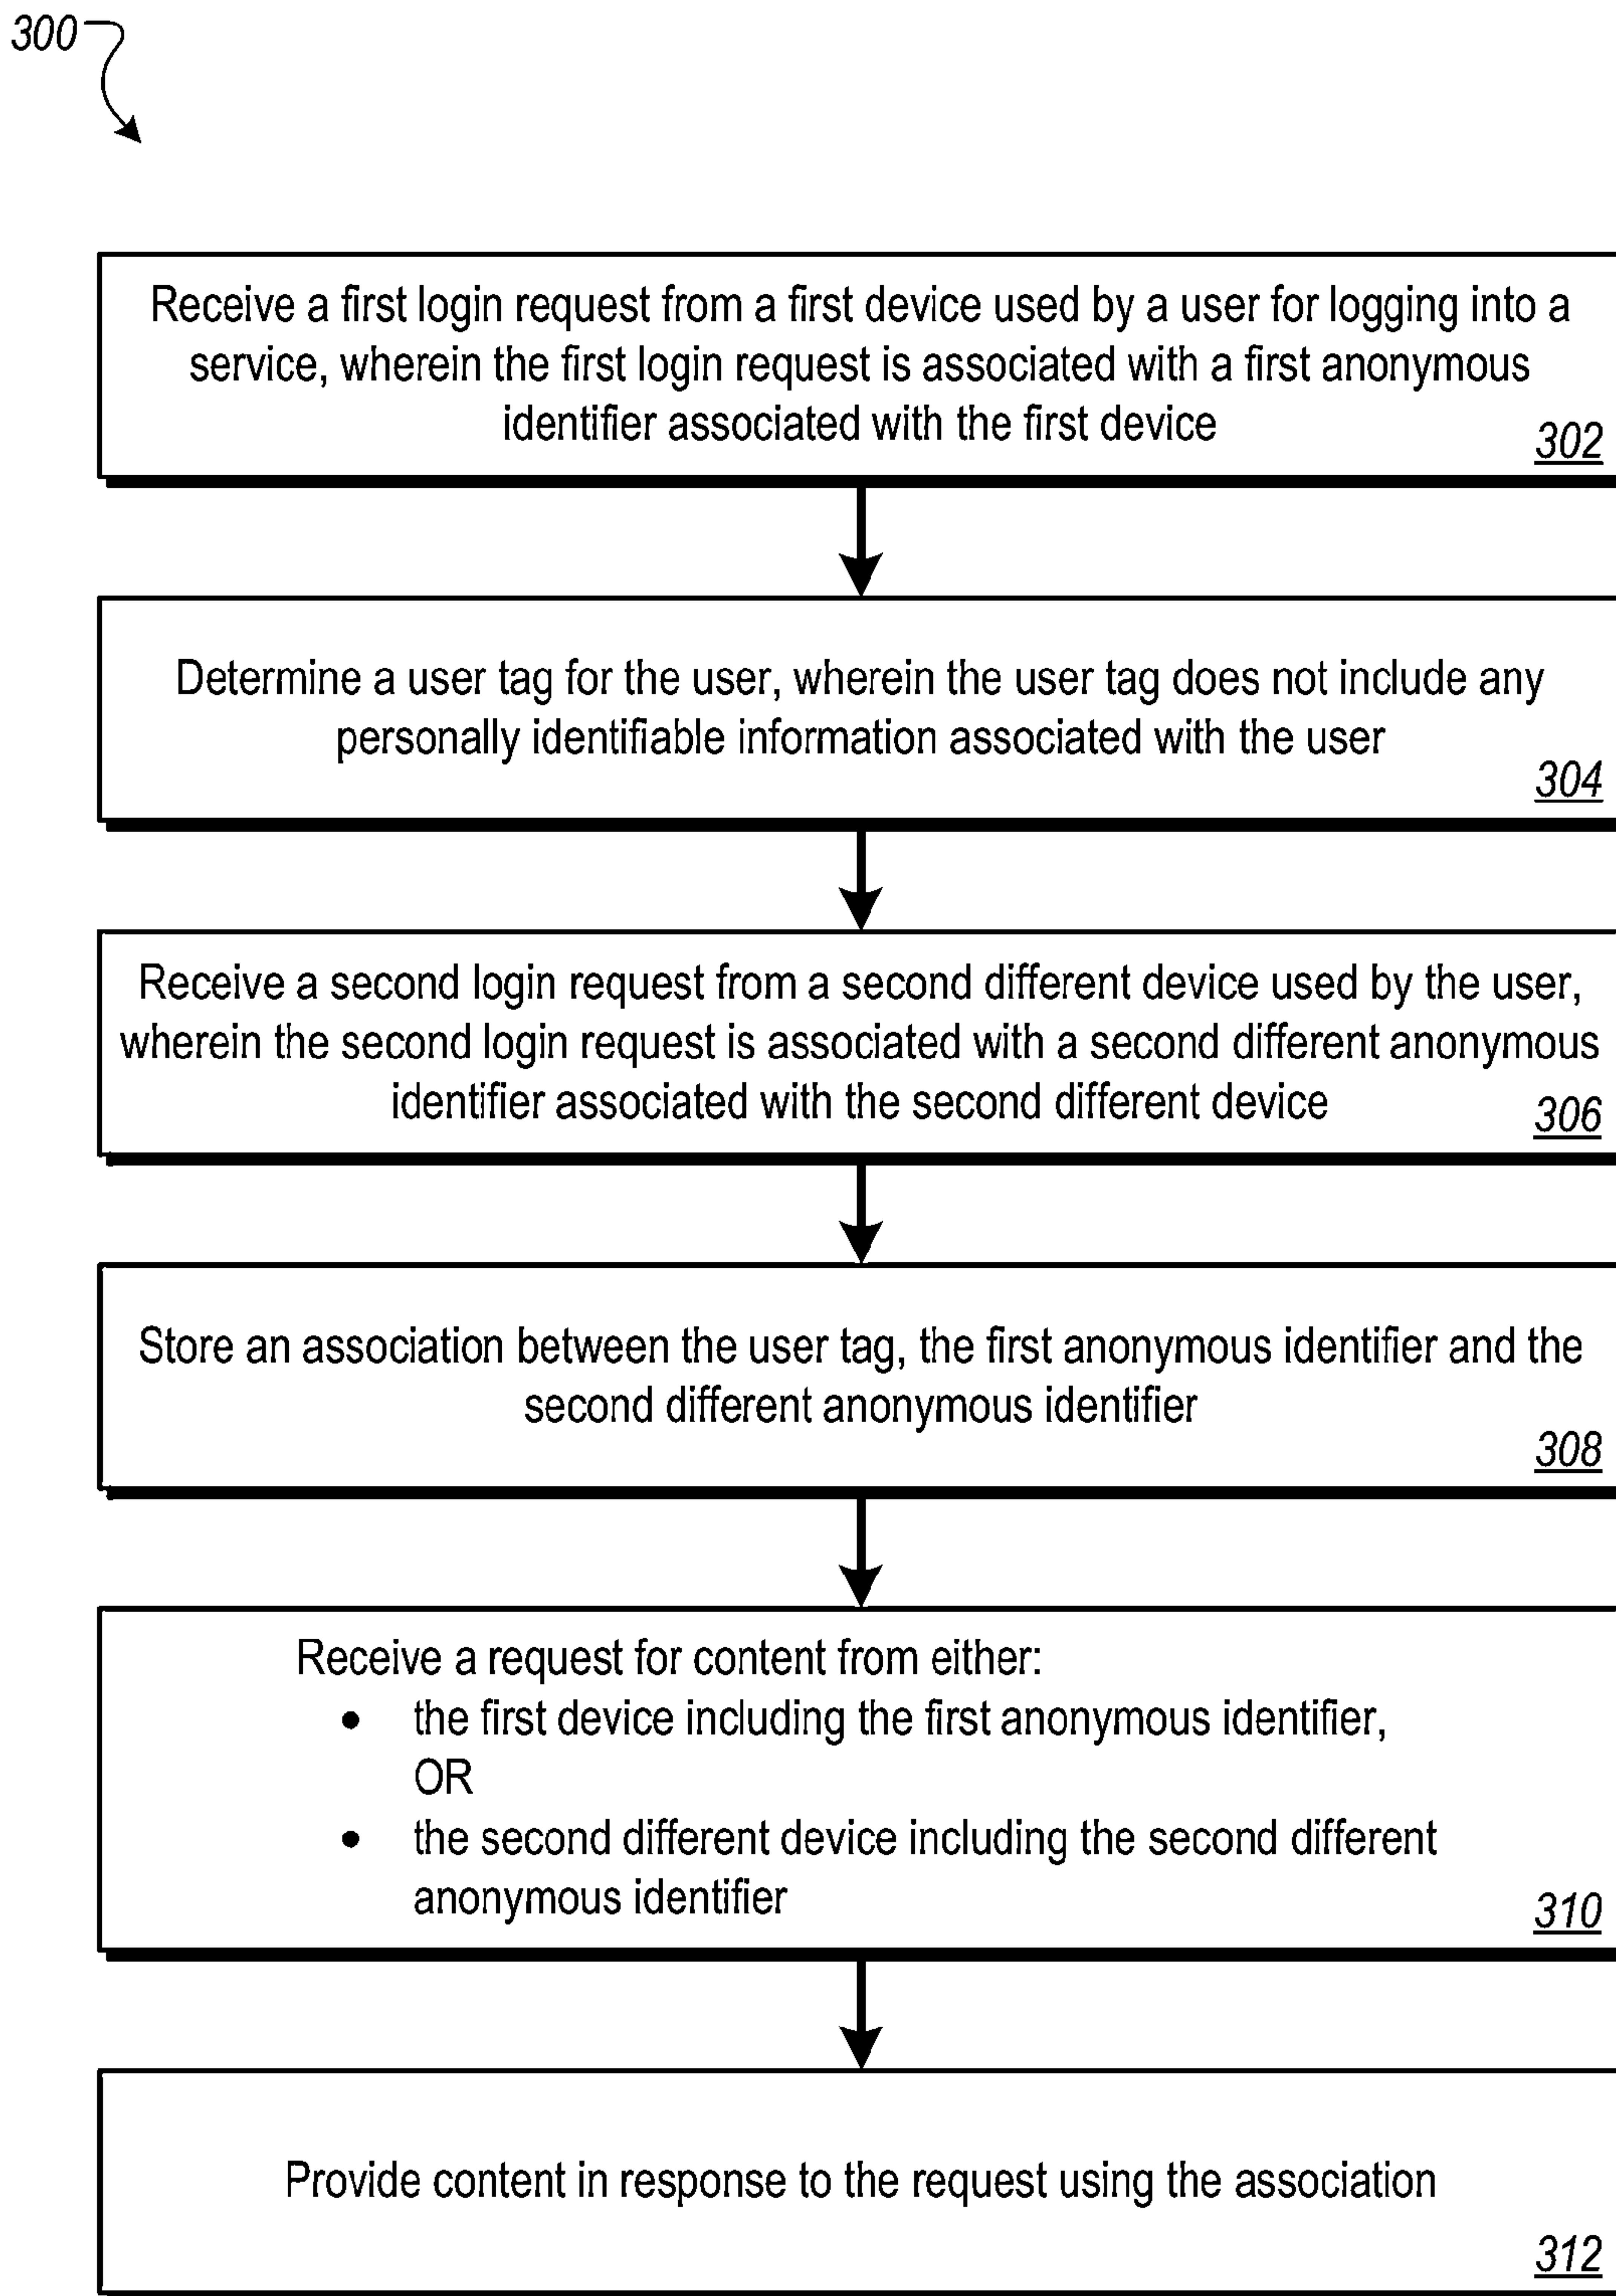 300
Receive a first login request from a first device used by a user for logging into a
service, wherein the first login request is associated with a first anonymous
identifier associated with the first device
302
Determine a user tag for the user, wherein the user tag does not include any
personally identifiable information associated with the user
304
Receive a second login request from a second different device used by the user,
wherein the second login request is associated with a second different anonymous
identifier associated with the second different device
306
Store an association between the user tag, the first anonymous identifier and the
second different anonymous identifier
308
Receive a request for content from either:
• the first device including the first anonymous identifier,
OR
• the second different device including the second different
anonymous identifier
310
Provide content in response to the request using the association
312